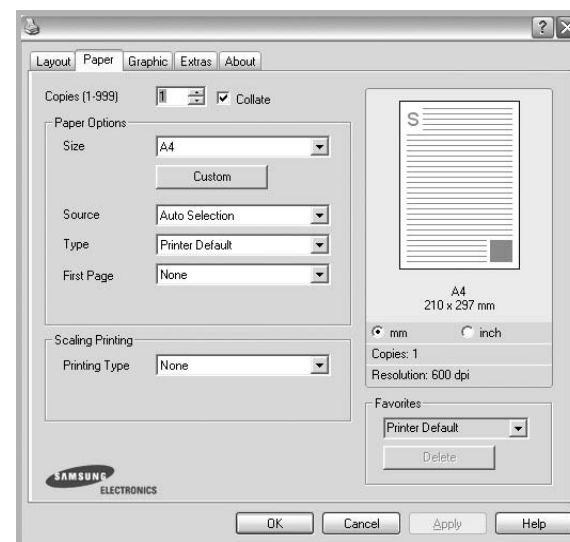 Layout Paper Graphic Extras About
Copies (1-999) 1 Collate
Paper Options
Size A4
Custom
Source Auto Selection
Type Printer Default
First Page None
Scaling Printing
Printing Type None
SAMSUNG
ELECTRONICS
S
A4
210 x 297 mm
mm inch
Copies: 1
Resolution: 600 dpi
Favorites
Printer Default
Delete
OK Cancel Apply Help